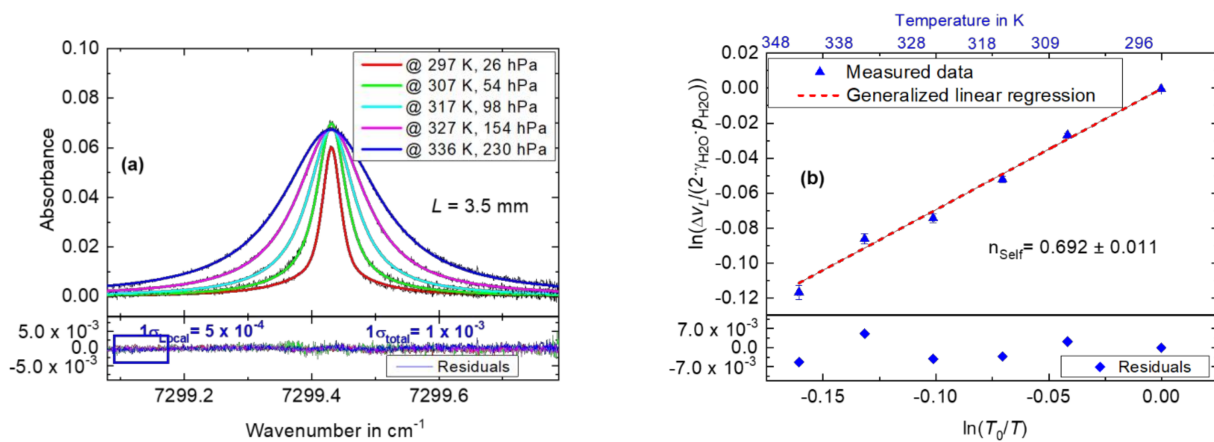 0.10
0.08
0.06
0.04
0.02
0.00
Absorbance
(a)
@ 297 K, 26 hPa
@ 307 K, 54 hPa
@ 317 K, 98 hPa
@ 327 K, 154 hPa
@ 336 K, 230 hPa
L = 3.5 mm
5.0 x 10⁻³
0.0
-5.0 x 10⁻³
1σLocal = 5 x 10⁻⁴
1σtotal = 1 x 10⁻³
Residuals
7299.2 7299.4 7299.6
Wavenumber in cm⁻¹
Temperature in K
348 338 328 318 309 296
0.02
0.00
-0.02
-0.04
-0.06
-0.08
-0.10
-0.12
ln(Δν_L/(2·γ_H2O·p_H2O))
Measured data
Generalized linear regression
(b)
n_Self = 0.692 ± 0.011
7.0 x 10⁻³
0.0
-7.0 x 10⁻³
Residuals
-0.15 -0.10 -0.05 0.00
ln(T₀/T)